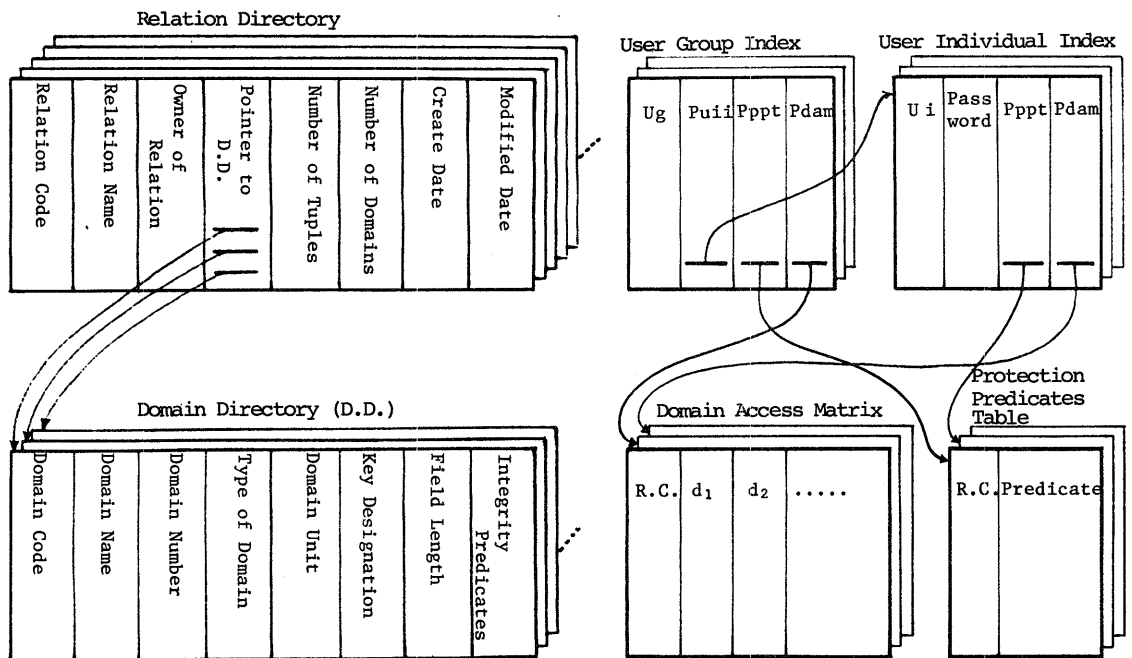 Relation Directory
Relation Code
Relation Name
Owner of
Relation
Pointer to
D.D.
Number of Tuples
Number of Domains
Create Date
Modified Date
User Group Index
Ug
Puii
Pppt
Pdam
User Individual Index
Ui
Pass
word
Pppt
Pdam
Domain Directory (D.D.)
Domain Code
Domain Name
Domain Number
Type of Domain
Domain Unit
Key Designation
Field Length
Integrity
Predicates
Domain Access Matrix
R.C.
d₁
d₂
.....
Protection
Predicates
Table
R.C.
Predicate